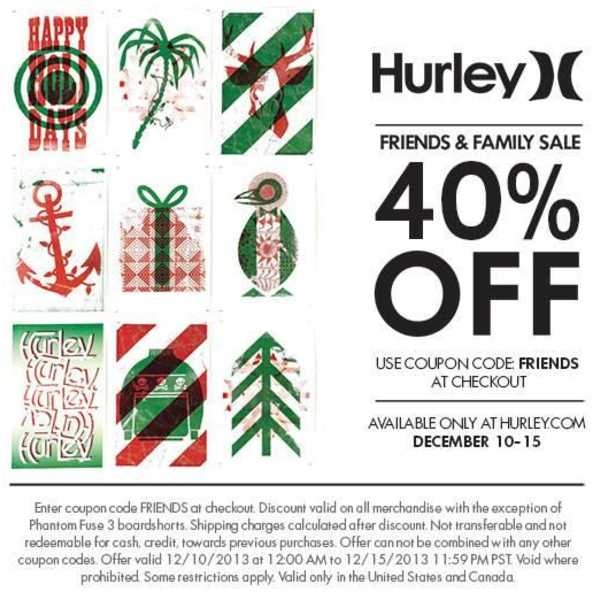 HAPPY
HOLI
DAYS
Hurley
Hurley
Hurley
Hurley
Hurley
Hurley
FRIENDS & FAMILY SALE
40%
OFF
USE COUPON CODE: FRIENDS
AT CHECKOUT
AVAILABLE ONLY AT HURLEY.COM
DECEMBER 10-15
Enter coupon code FRIENDS at checkout. Discount valid on all merchandise with the exception of
Phantom Fuse 3 boardshorts. Shipping charges calculated after discount. Not transferable and not
redeemable for cash, credit, towards previous purchases. Offer can not be combined with any other
coupon codes. Offer valid 12/10/2013 at 12:00 AM to 12/15/2013 11:59 PM PST. Void where
prohibited. Some restrictions apply. Valid only in the United States and Canada.